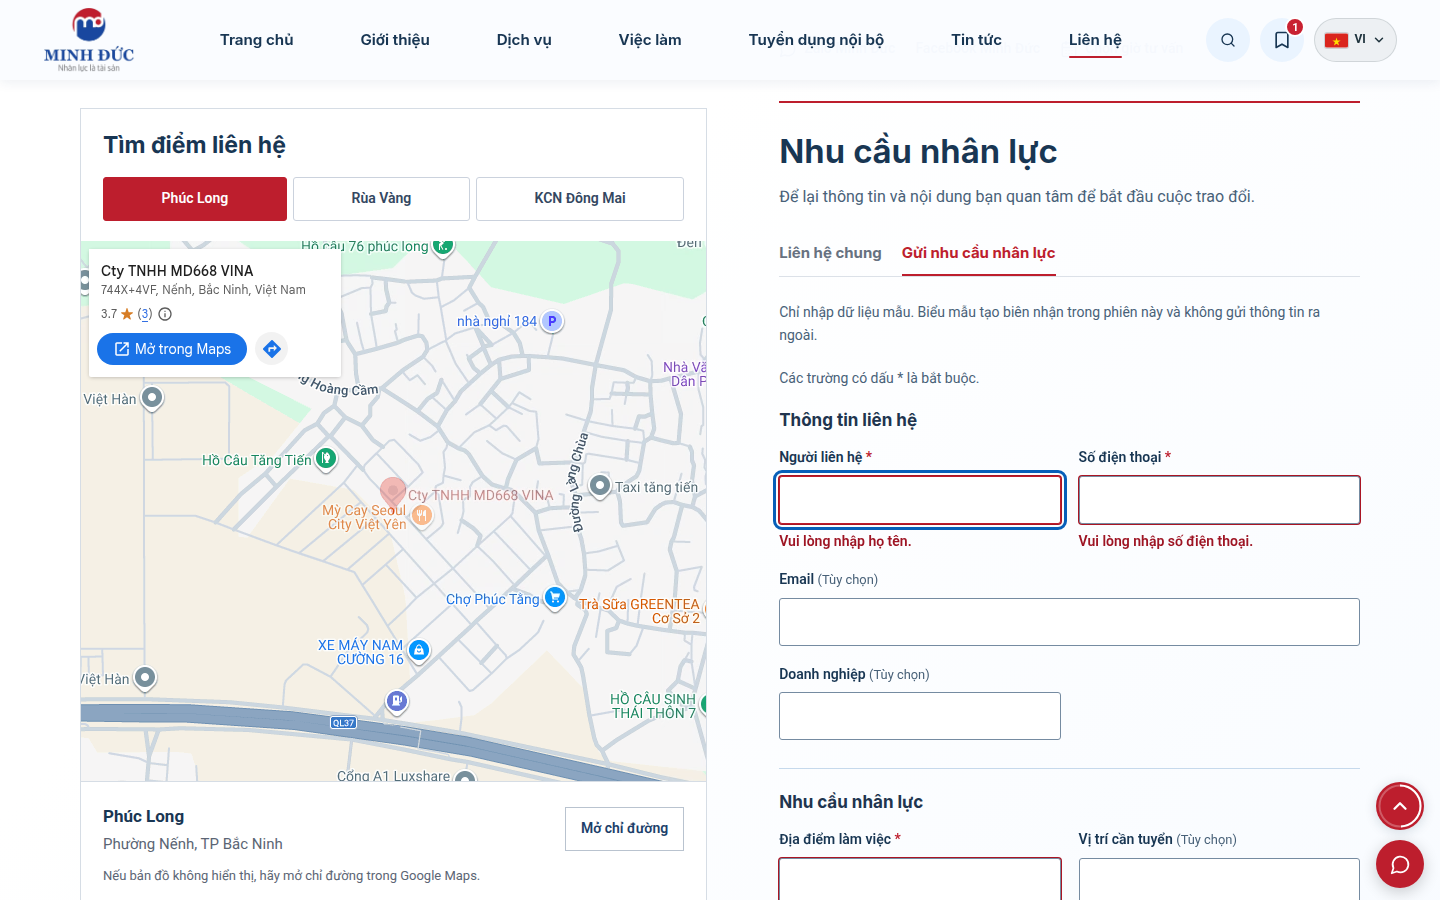 MINH ĐỨC
Nhân lực là tài sản
Trang chủ
Giới thiệu
Dịch vụ
Việc làm
Tuyển dụng nội bộ
Tin tức
Liên hệ
1
VI
Tìm điểm liên hệ
Phúc Long
Rùa Vàng
KCN Đông Mai
Hồ câu 76 phúc long
Cty TNHH MD668 VINA
744X+4VF, Nếnh, Bắc Ninh, Việt Nam
3.7 (3)
Mở trong Maps
nhà nghỉ 184
P
Nhà Vă
Dân P
g Hoàng Cầm
Việt Hàn
Hồ Câu Tăng Tiến
Đường Làng Chùa
Taxi tăng tiến
Cty TNHH MD668 VINA
Mỳ Cay Seoul
City Việt Yên
Chợ Phúc Tằng
Trà Sữa GREENTEA
Cơ Sở 2
XE MÁY NAM
CƯỜNG 16
Việt Hàn
HỒ CÂU SINH
THÁI THÔN 7
QL37
Cổng A1 Luxshare
Phúc Long
Phường Nếnh, TP Bắc Ninh
Mở chỉ đường
Nếu bản đồ không hiển thị, hãy mở chỉ đường trong Google Maps.
Nhu cầu nhân lực
Để lại thông tin và nội dung bạn quan tâm để bắt đầu cuộc trao đổi.
Liên hệ chung
Gửi nhu cầu nhân lực
Chỉ nhập dữ liệu mẫu. Biểu mẫu tạo biên nhận trong phiên này và không gửi thông tin ra
ngoài.
Các trường có dấu * là bắt buộc.
Thông tin liên hệ
Người liên hệ *
Số điện thoại *
Vui lòng nhập họ tên.
Vui lòng nhập số điện thoại.
Email (Tùy chọn)
Doanh nghiệp (Tùy chọn)
Nhu cầu nhân lực
Địa điểm làm việc *
Vị trí cần tuyển (Tùy chọn)